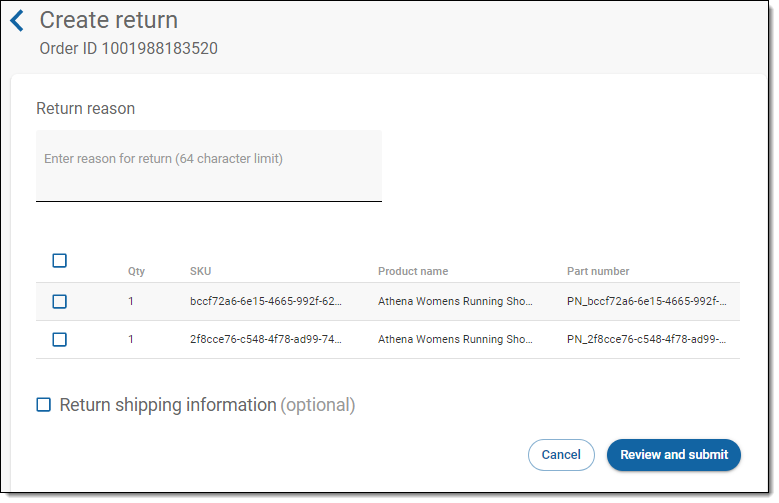 Create return
Order ID 1001988183520
Return reason
Enter reason for return (64 character limit)
Qty SKU Product name Part number
1 bccf72a6-6e15-4665-992f-62... Athena Womens Running Sho... PN_bccf72a6-6e15-4665-992f-...
1 2f8cce76-c548-4f78-ad99-74... Athena Womens Running Sho... PN_2f8cce76-c548-4f78-ad99-...
Return shipping information (optional)
Cancel Review and submit